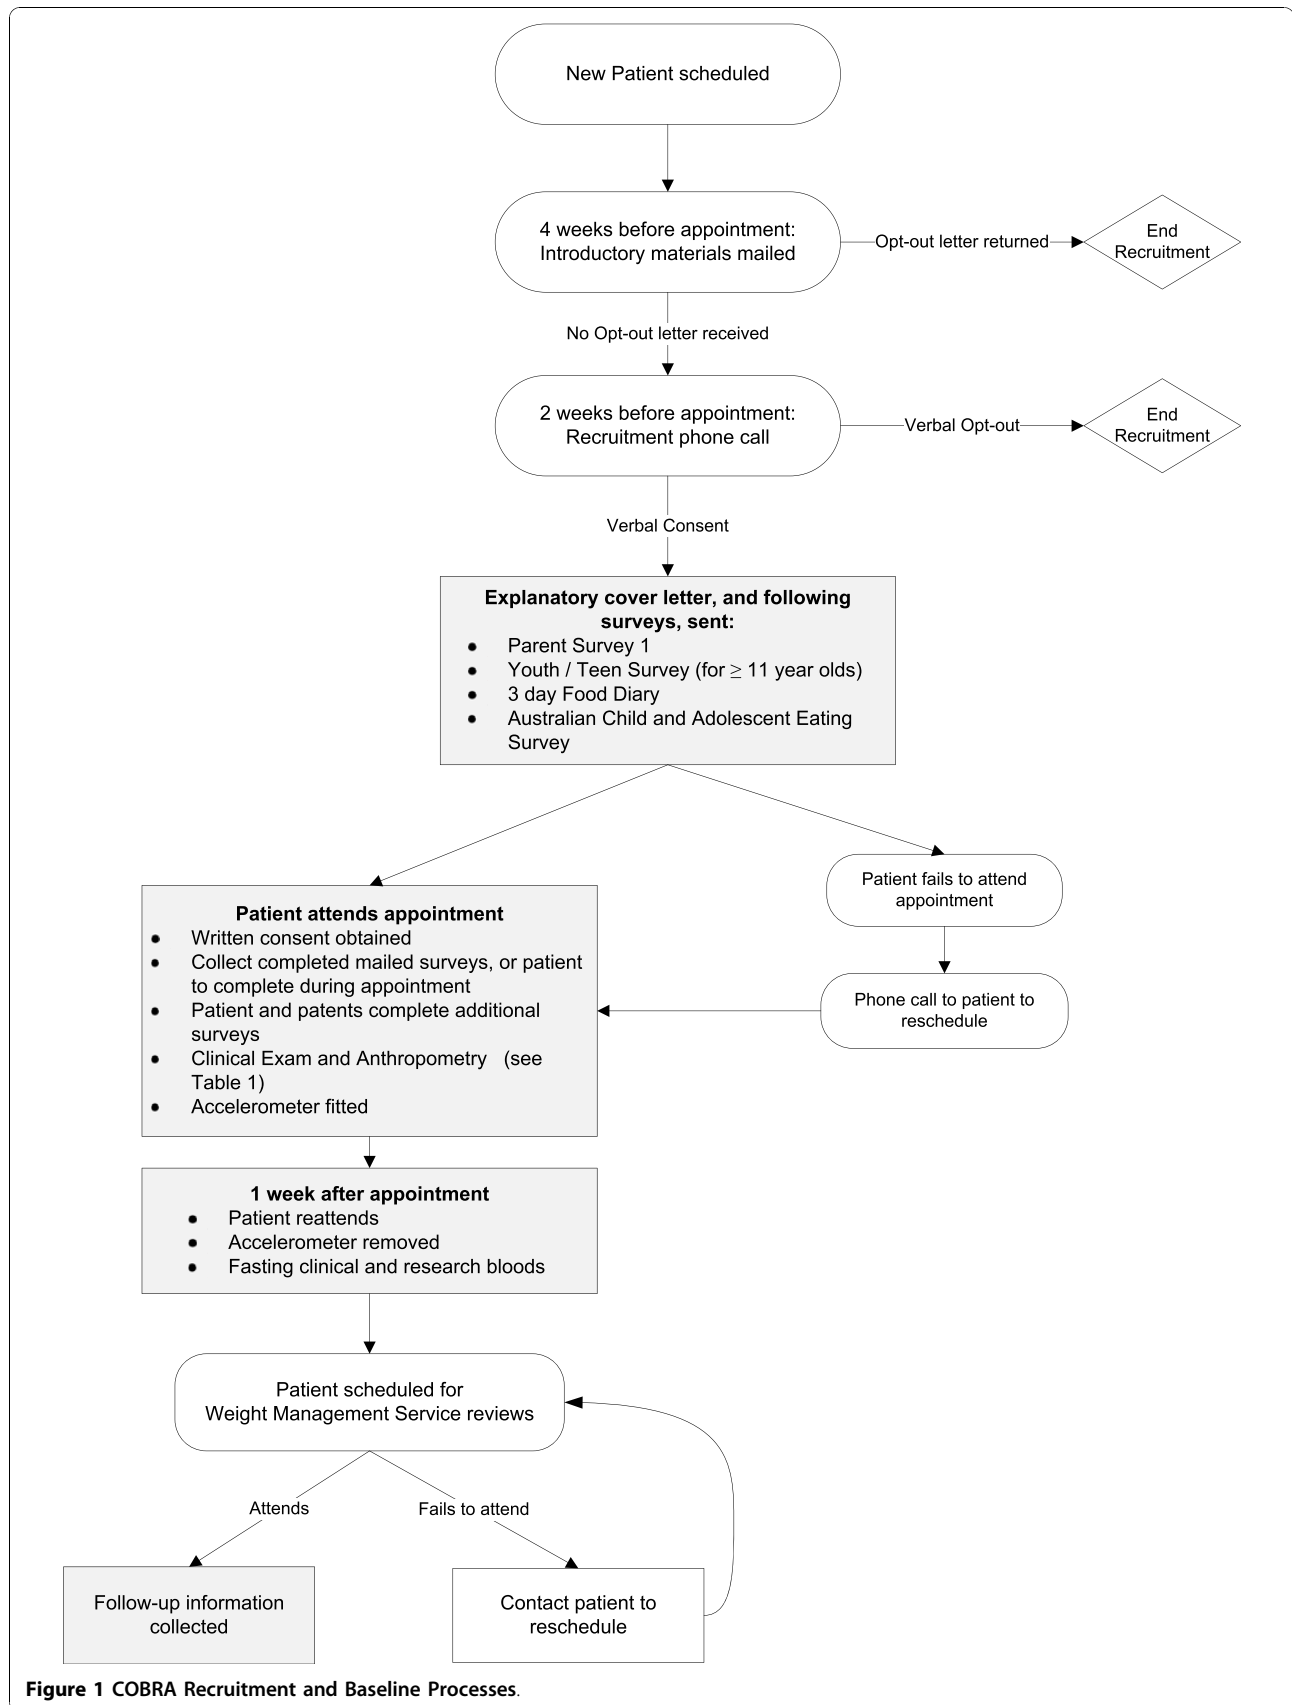 New Patient scheduled
4 weeks before appointment:
Introductory materials mailed
Opt-out letter returned
End
Recruitment
No Opt-out letter received
2 weeks before appointment:
Recruitment phone call
Verbal Opt-out
End
Recruitment
Verbal Consent
Explanatory cover letter, and following
surveys, sent:
● Parent Survey 1
● Youth / Teen Survey (for ≥ 11 year olds)
● 3 day Food Diary
● Australian Child and Adolescent Eating
Survey
Patient fails to attend
appointment
Phone call to patient to
reschedule
Patient attends appointment
● Written consent obtained
● Collect completed mailed surveys, or patient
to complete during appointment
● Patient and patents complete additional
surveys
● Clinical Exam and Anthropometry (see
Table 1)
● Accelerometer fitted
1 week after appointment
● Patient reattends
● Accelerometer removed
● Fasting clinical and research bloods
Patient scheduled for
Weight Management Service reviews
Attends
Fails to attend
Follow-up information
collected
Contact patient to
reschedule
Figure 1 COBRA Recruitment and Baseline Processes.